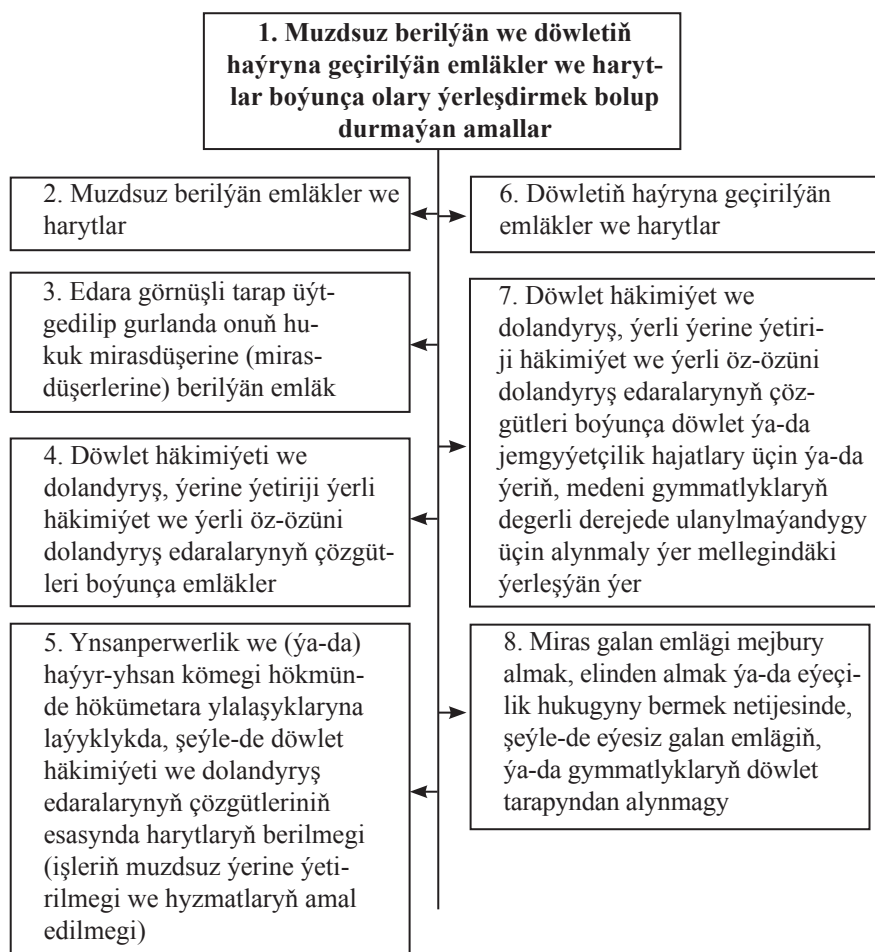 1. Muzdsuz berilýän we döwletiň
haýryna geçirilýän emläkler we haryt-
lar boýunça olary ýerleşdirmek bolup
durmaýan amallar
2. Muzdsuz berilýän emläkler we
harytlar
3. Edara görnüşli tarap üýt-
gedilip gurlanda onuň hu-
kuk mirasdüşerine (miras-
düşerlerine) berilýän emläk
4. Döwlet häkimiýeti we
dolandyryş, ýerine ýetiriji ýerli
häkimiýet we ýerli öz-özüni
dolandyryş edaralarynyň çözgüt-
leri boýunça emläkler
5. Ynsanperwerlik we (ýa-da)
haýyr-yhsan kömegi hökmün-
de hökümetara ylalaşyklaryna
laýyklykda, şeýle-de döwlet
häkimiýeti we dolandyryş
edaralarynyň çözgütleriniň
esasynda harytlaryň berilmegi
(işleriň muzdsuz ýerine ýeti-
rilmegi we hyzmatlaryň amal
edilmegi)
6. Döwletiň haýryna geçirilýän
emläkler we harytlar
7. Döwlet häkimiýet we
dolandyryş, ýerli ýerine ýetiri-
ji häkimiýet we ýerli öz-özüni
dolandyryş edaralarynyň çöz-
gütleri boýunça döwlet ýa-da
jemgyýetçilik hajatlary üçin ýa-da
ýeriň, medeni gymmatlyklaryň
degerli derejede ulanylmaýandygy
üçin alynmaly ýer mellegindäki
ýerleşýän ýer
8. Miras galan emlägi mejbury
almak, elinden almak ýa-da eýeçi-
lik hukugyny bermek netijesinde,
şeýle-de eýesiz galan emlägiň,
ýa-da gymmatlyklaryň döwlet
tarapyndan alynmagy